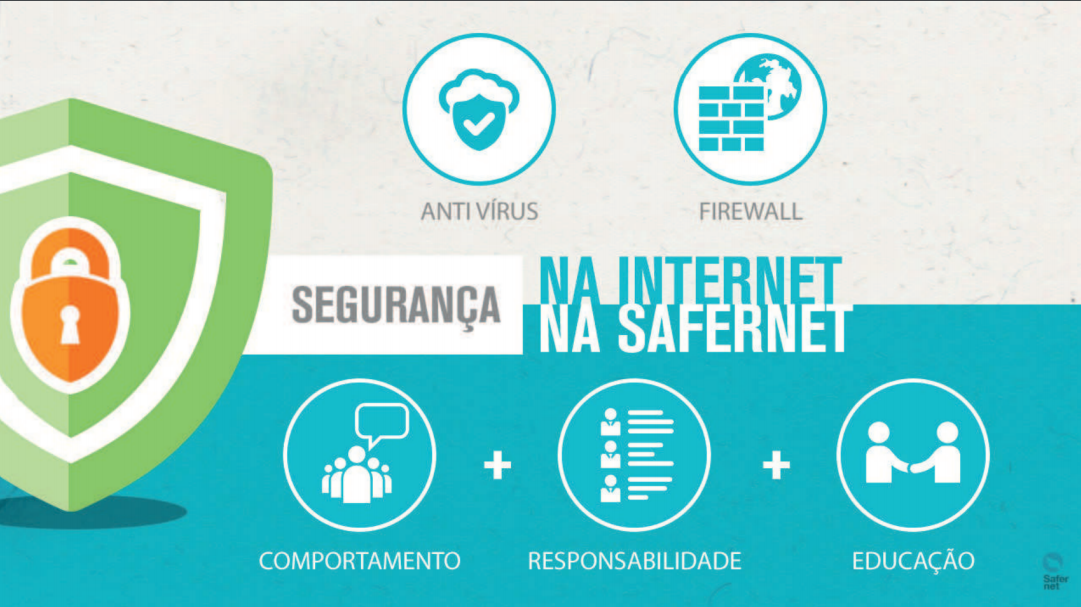 ANTI VÍRUS
FIREWALL
SEGURANÇA
NA INTERNET
NA SAFERNET
COMPORTAMENTO + RESPONSABILIDADE + EDUCAÇÃO
Safer
net